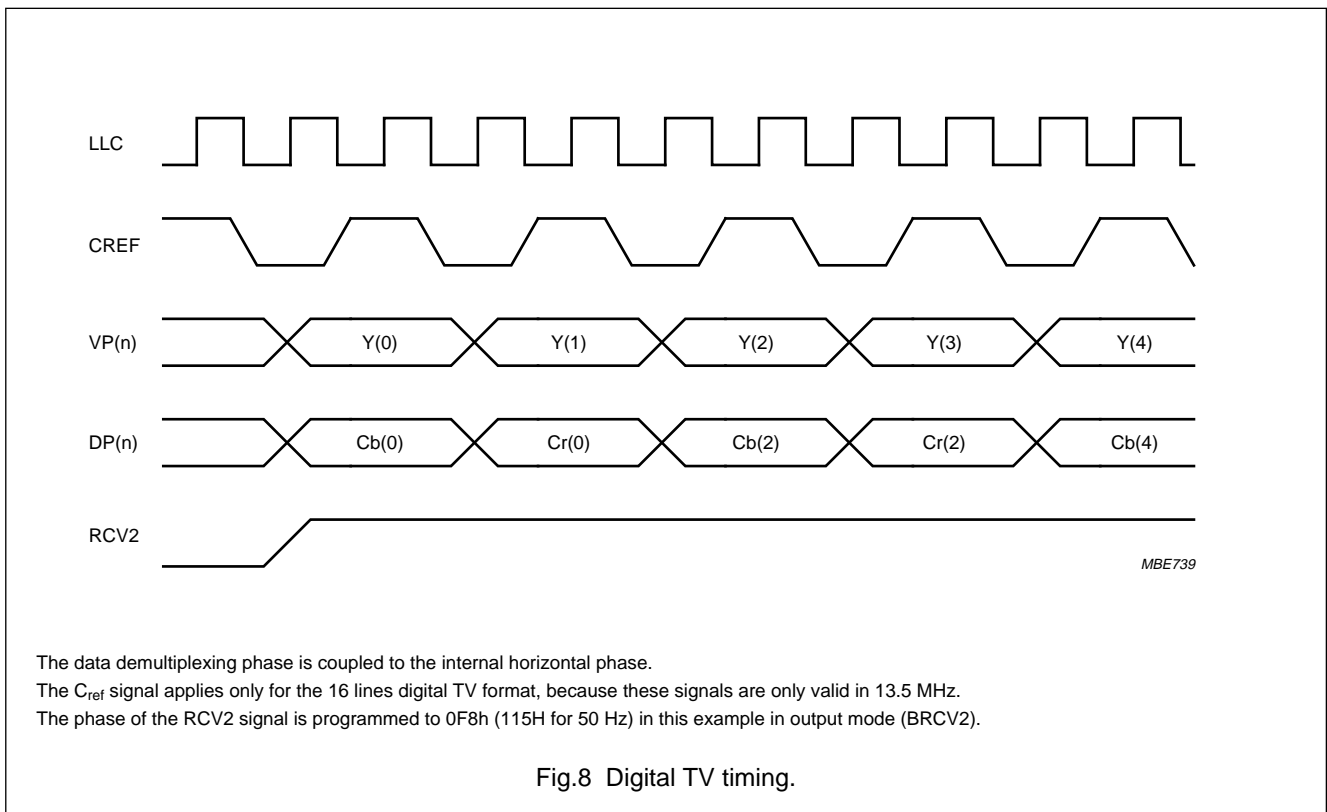 LLC
CREF
VP(n) Y(0) Y(1) Y(2) Y(3) Y(4)
DP(n) Cb(0) Cr(0) Cb(2) Cr(2) Cb(4)
RCV2
MBE739
The data demultiplexing phase is coupled to the internal horizontal phase.
The Cref signal applies only for the 16 lines digital TV format, because these signals are only valid in 13.5 MHz.
The phase of the RCV2 signal is programmed to 0F8h (115H for 50 Hz) in this example in output mode (BRCV2).
Fig.8 Digital TV timing.